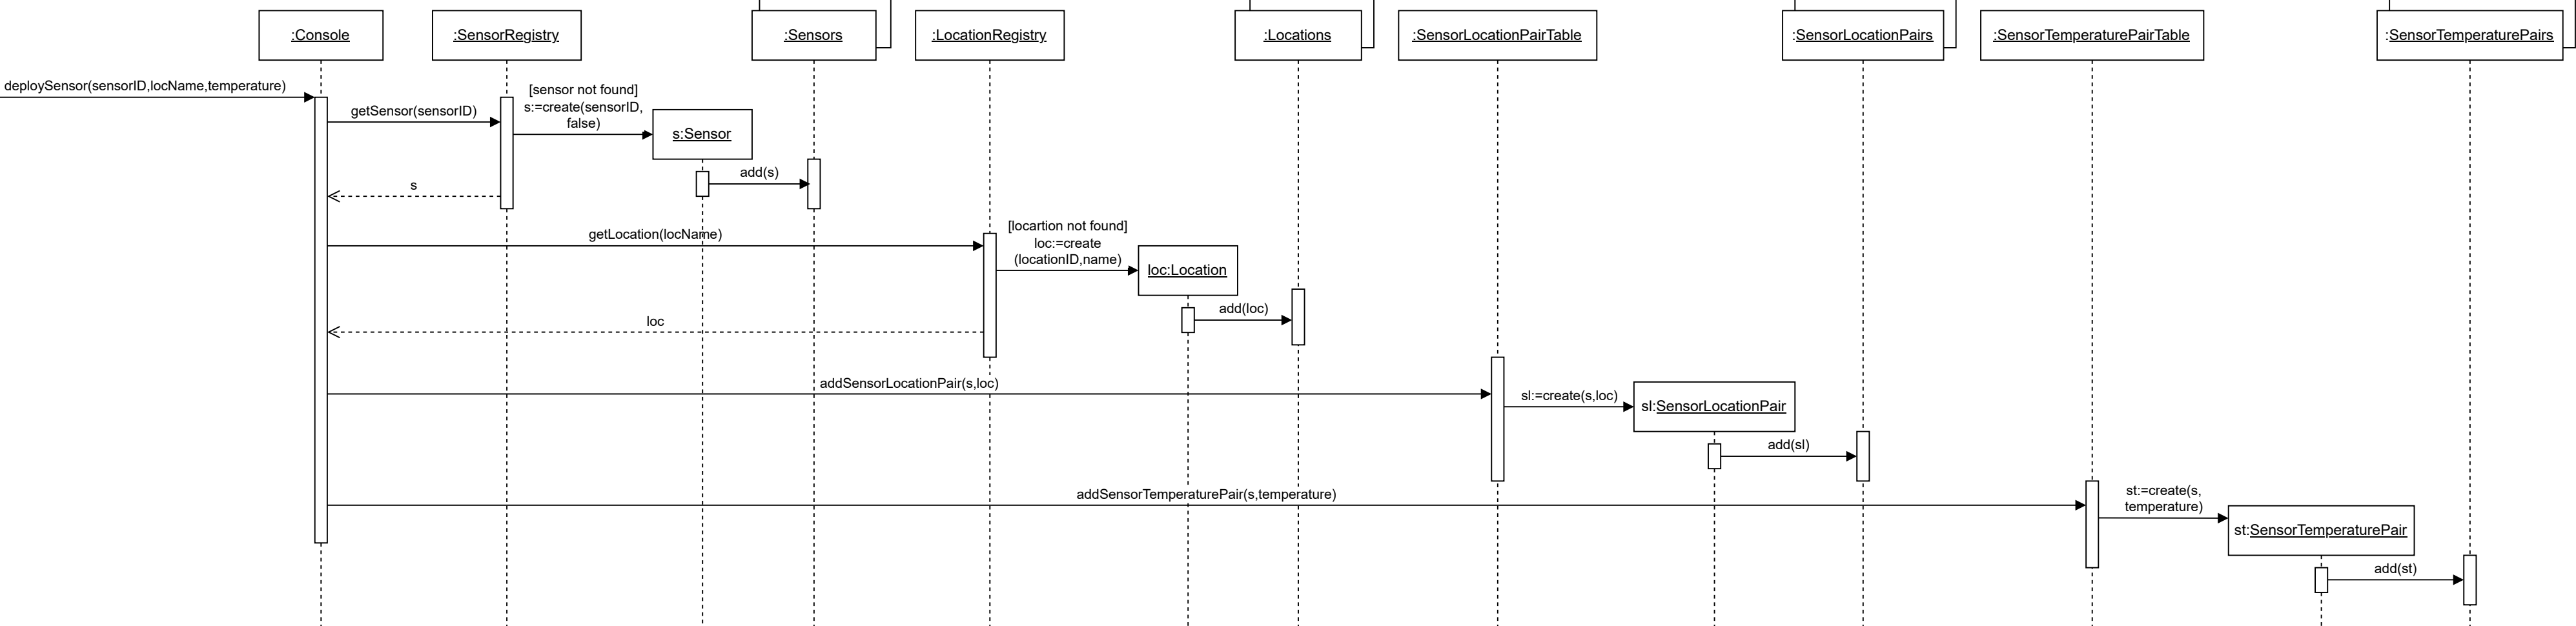 :Console
:SensorRegistry
:Sensors
:LocationRegistry
:Locations
:SensorLocationPairTable
:SensorLocationPairs
:SensorTemperaturePairTable
:SensorTemperaturePairs
deploySensor(sensorID,locName,temperature)
getSensor(sensorID)
[sensor not found]
s:=create(sensorID,
false)
s:Sensor
add(s)
s
getLocation(locName)
[locartion not found]
loc:=create
(locationID,name)
loc:Location
add(loc)
loc
addSensorLocationPair(s,loc)
sl:=create(s,loc)
sl:SensorLocationPair
add(sl)
addSensorTemperaturePair(s,temperature)
st:=create(s,
temperature)
st:SensorTemperaturePair
add(st)